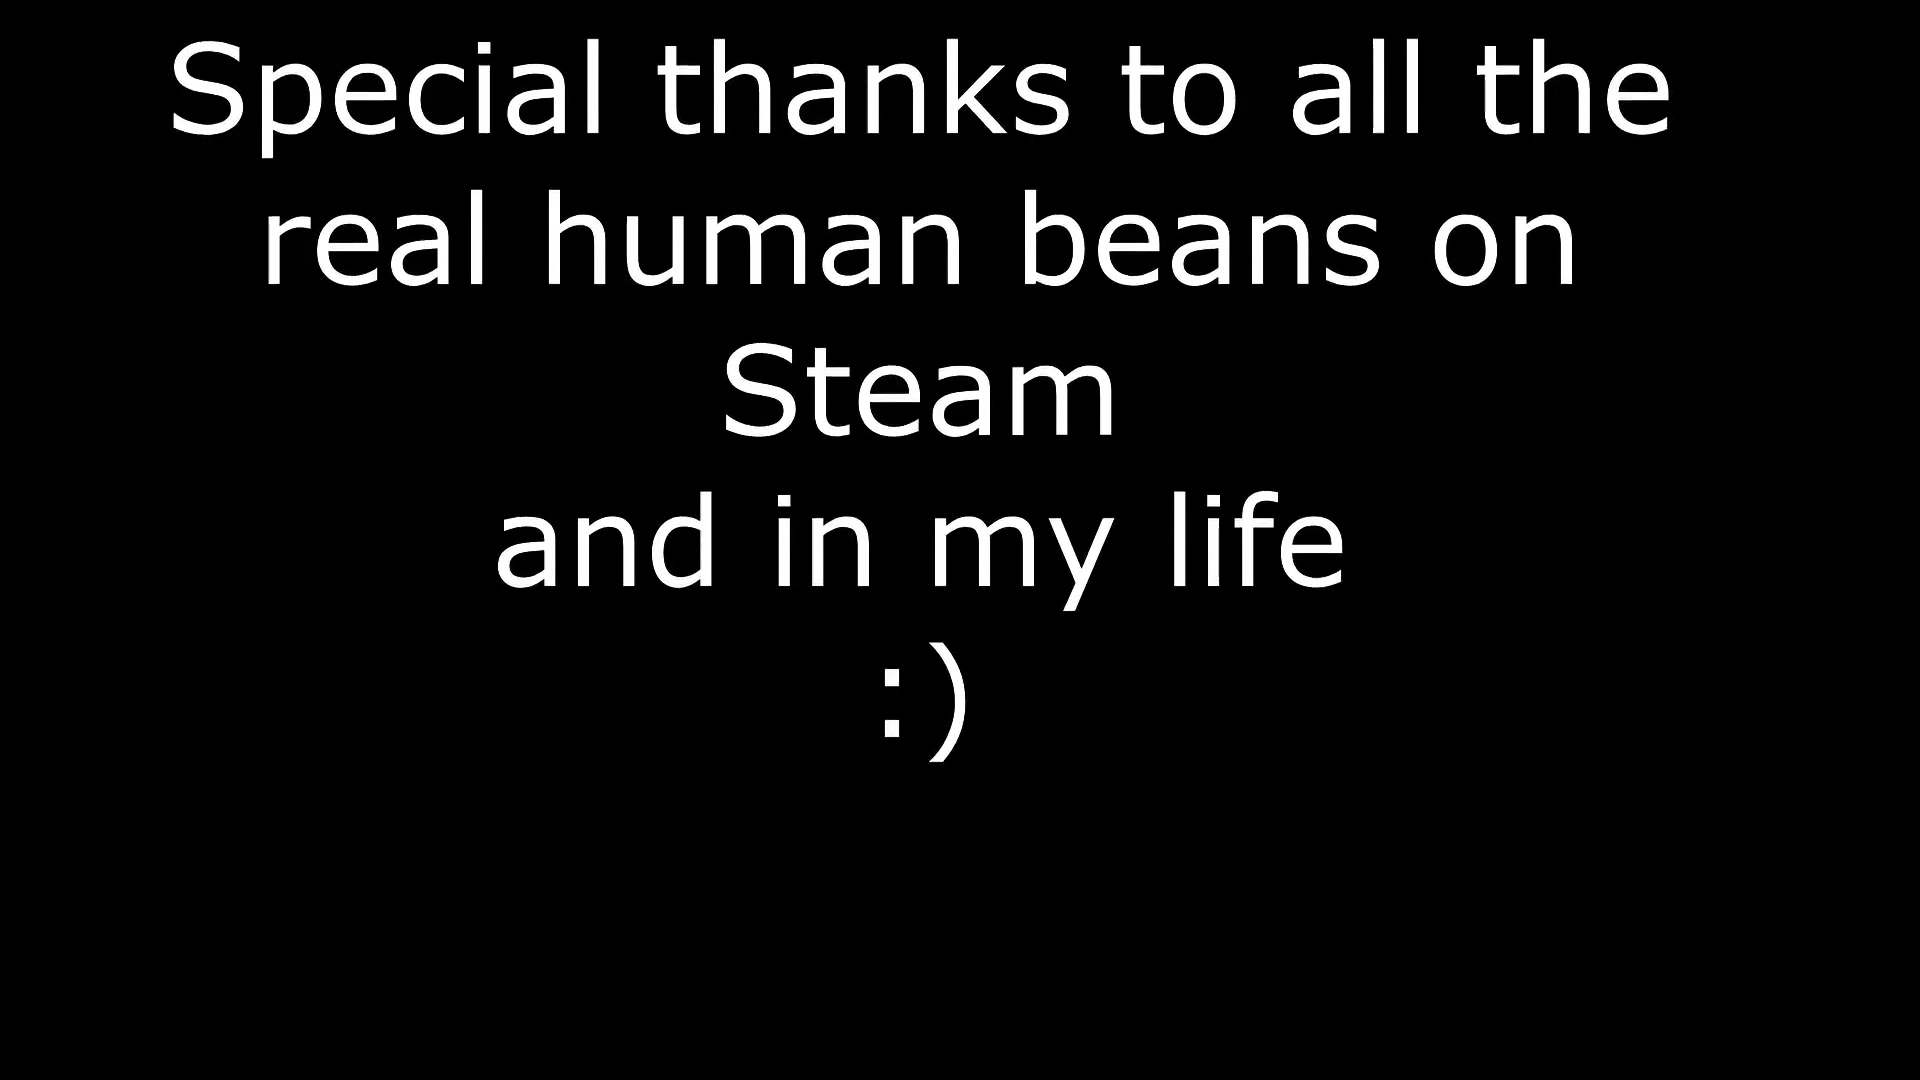 Special thanks to all the
real human beans on
Steam
and in my life
:)